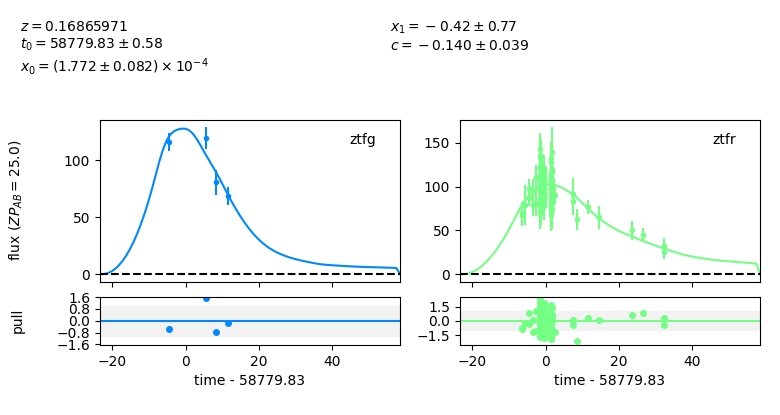 z = 0.16865971
t₀ = 58779.83 ± 0.58
x₀ = (1.772 ± 0.082) × 10⁻⁴
x₁ = − 0.42 ± 0.77
c = − 0.140 ± 0.039
flux (ZP_AB = 25.0)
ztfg
100
50
0
ztfr
150
100
50
0
pull
1.6
0.8
0.0
−0.8
−1.6
1.5
0.0
−1.5
−20 0 20 40
−20 0 20 40
time - 58779.83
time - 58779.83